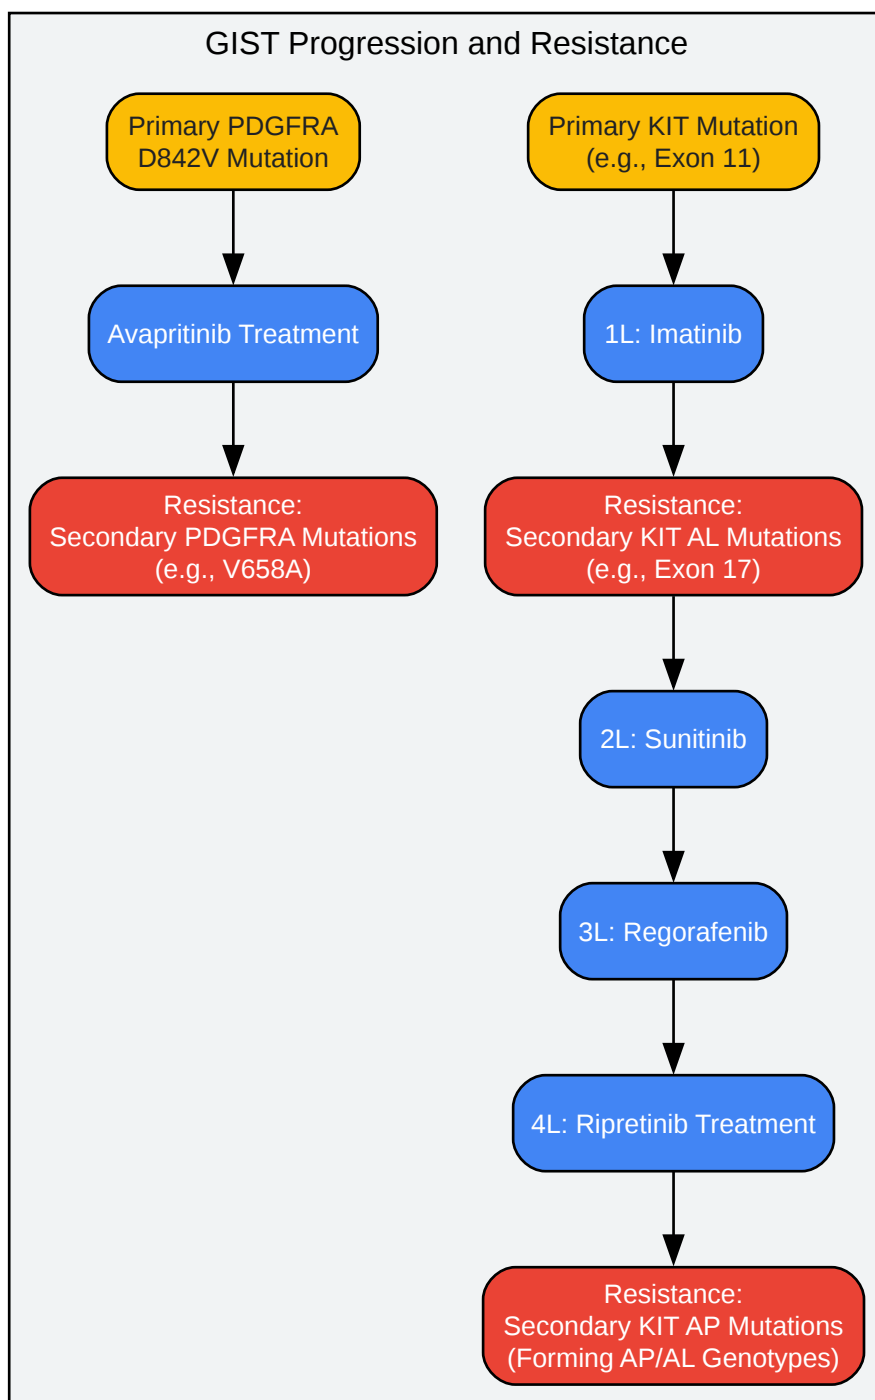 GIST Progression and Resistance
Primary PDGFRA
D842V Mutation
Avapritinib Treatment
Resistance:
Secondary PDGFRA Mutations
(e.g., V658A)
Primary KIT Mutation
(e.g., Exon 11)
1L: Imatinib
Resistance:
Secondary KIT AL Mutations
(e.g., Exon 17)
2L: Sunitinib
3L: Regorafenib
4L: Ripretinib Treatment
Resistance:
Secondary KIT AP Mutations
(Forming AP/AL Genotypes)